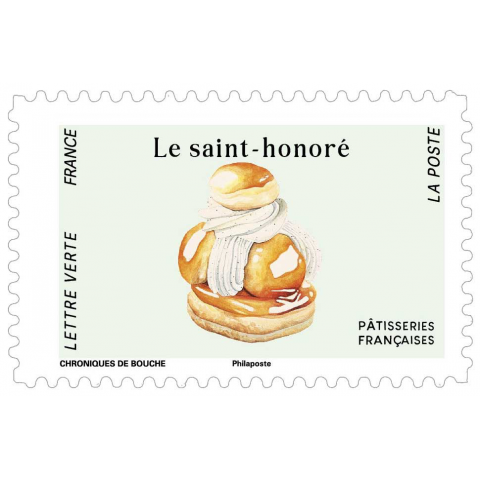 Le saint-honoré
FRANCE
LETTRE VERTE
LA POSTE
PÂTISSERIES
FRANÇAISES
CHRONIQUES DE BOUCHE
Philaposte